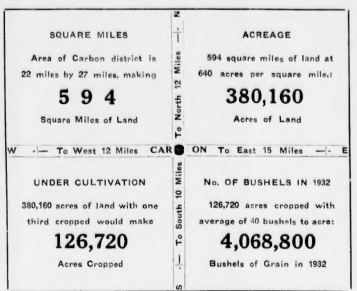 SQUARE MILES
Area of Carbon district is
22 miles by 27 miles, making
5 9 4
Square Miles of Land
N
To North 12 Miles
ACREAGE
594 square miles of land at
640 acres per square mile.:
380,160
Acres of Land
W To West 12 Miles CAR ON To East 15 Miles E
UNDER CULTIVATION
380,160 acres of land with one
third cropped would make
126,720
Acres Cropped
To South 10 Miles
S
No. OF BUSHELS IN 1932
126,720 acres cropped with
average of 40 bushels to acre:
4,068,800
Bushels of Grain in 1932